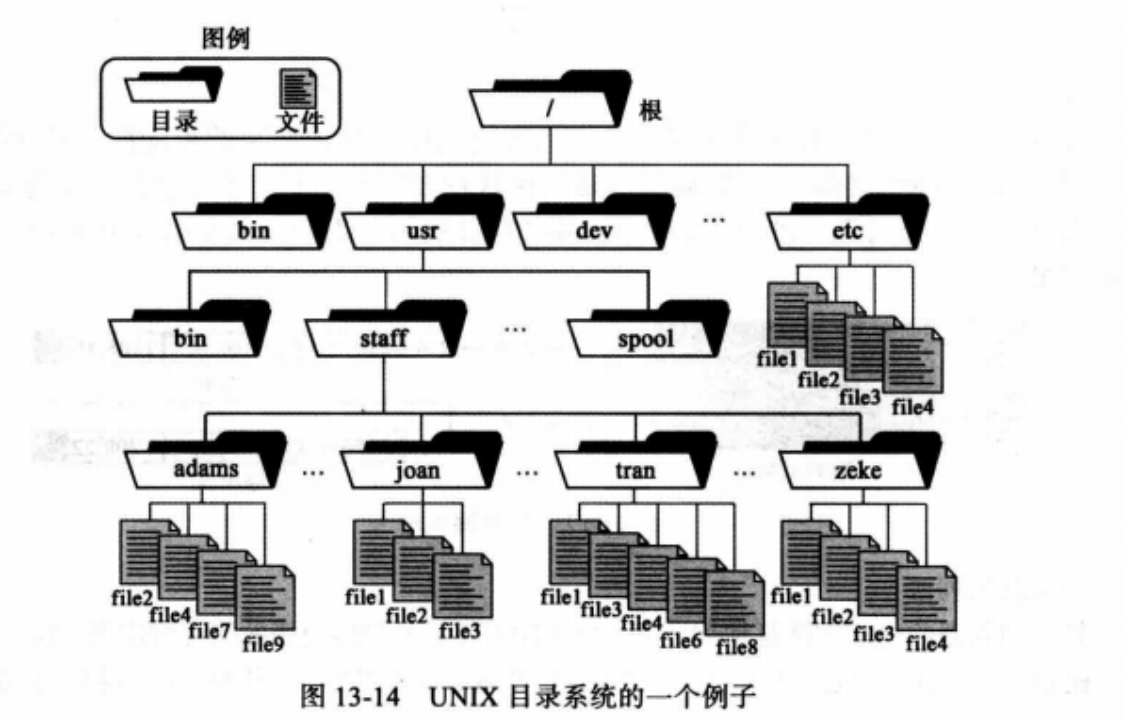 图例
目录 文件
/ 根
bin usr dev ... etc
bin staff ... spool
file1
file2
file3
file4
adams ... joan ... tran ... zeke
file2 file4 file7 file9
file1 file2 file3
file1 file3 file4 file6 file8
file1 file2 file3 file4
图 13-14 UNIX 目录系统的一个例子